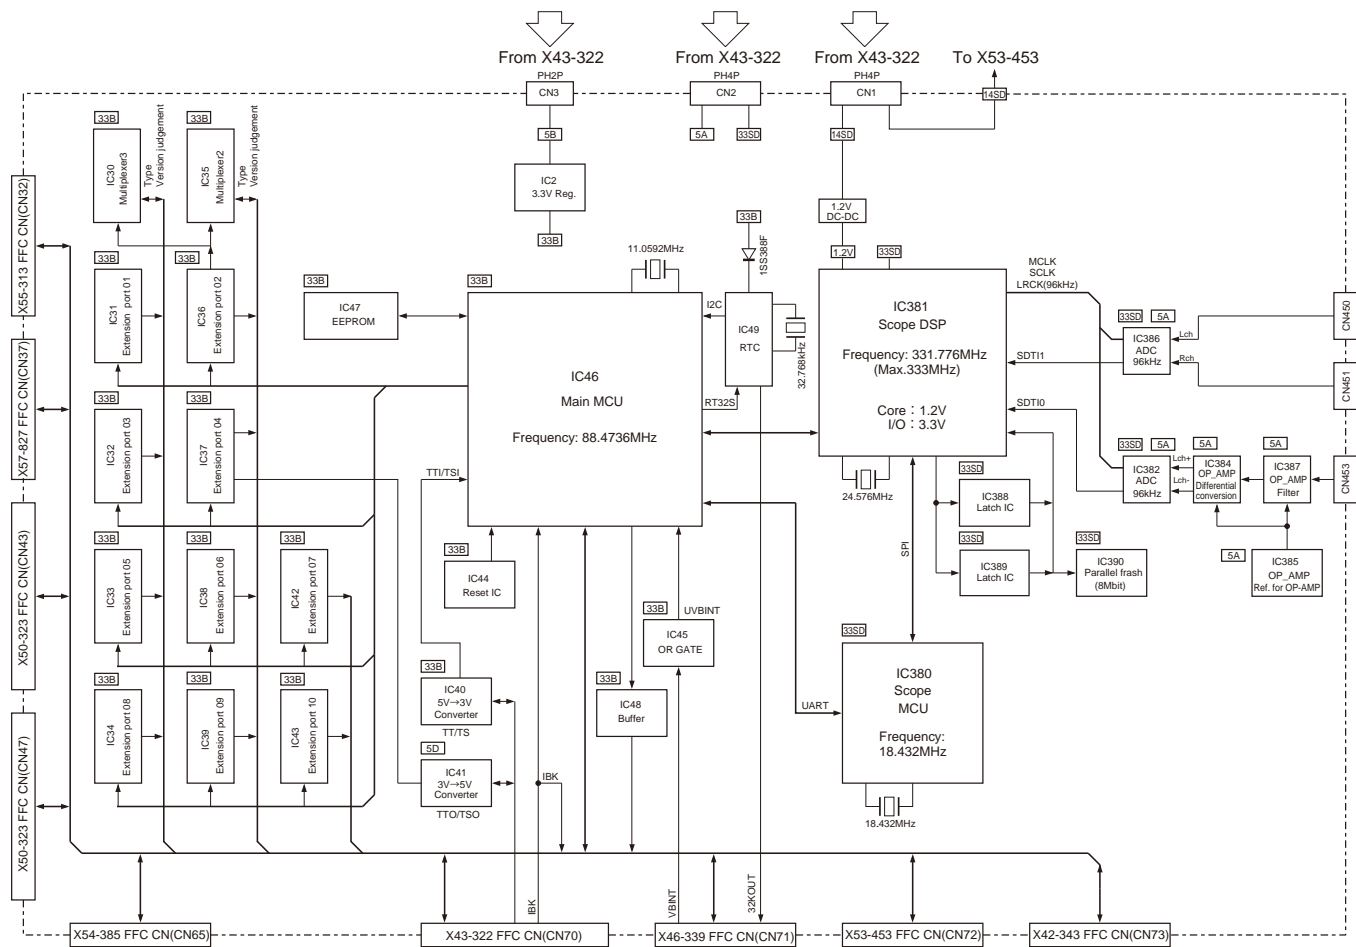 From X43-322
From X43-322
From X43-322
To X53-453
PH2P
PH4P
PH4P
CN3
CN2
CN1
14SD
5B
5A
33SD
14SD
IC2
3.3V Reg.
33B
1.2V
DC-DC
1.2V
33SD
33B
IC30
Multiplexer3
Type
Version judgement
33B
IC35
Multiplexer2
Type
Version judgement
33B
IC31
Extension port 01
33B
IC36
Extension port 02
33B
IC32
Extension port 03
33B
IC37
Extension port 04
33B
IC33
Extension port 05
33B
IC38
Extension port 06
33B
IC42
Extension port 07
33B
IC34
Extension port 08
33B
IC39
Extension port 09
33B
IC43
Extension port 10
X55-313 FFC CN(CN32)
X57-827 FFC CN(CN37)
X50-323 FFC CN(CN43)
X50-323 FFC CN(CN47)
33B
IC47
EEPROM
33B
11.0592MHz
IC46
Main MCU
Frequency: 88.4736MHz
I2C
RT32S
33B
1SS388F
IC49
RTC
32.768kHz
TTI/TSI
33B
IC44
Reset IC
33B
IC40
5V→3V
Converter
TT/TS
5D
IC41
3V→5V
Converter
TTO/TSO
IBK
33B
IC48
Buffer
33B
UVBINT
IC45
OR GATE
IC381
Scope DSP
Frequency: 331.776MHz
(Max.333MHz)
Core : 1.2V
I/O : 3.3V
MCLK
SCLK
LRCK(96kHz)
SDTI1
SDTI0
24.576MHz
SPI
33SD
IC388
Latch IC
33SD
IC389
Latch IC
33SD
IC390
Parallel frash
(8Mbit)
33SD
5A
IC386
ADC
96kHz
Lch
Rch
33SD
5A
IC382
ADC
96kHz
Lch+
Lch-
5A
IC384
OP_AMP
Differential
conversion
5A
IC387
OP_AMP
Filter
5A
IC385
OP_AMP
Ref. for OP-AMP
CN450
CN451
CN453
33SD
IC380
Scope
MCU
Frequency:
18.432MHz
UART
18.432MHz
IBK
VBINT
32KOUT
X54-385 FFC CN(CN65)
X43-322 FFC CN(CN70)
X46-339 FFC CN(CN71)
X53-453 FFC CN(CN72)
X42-343 FFC CN(CN73)